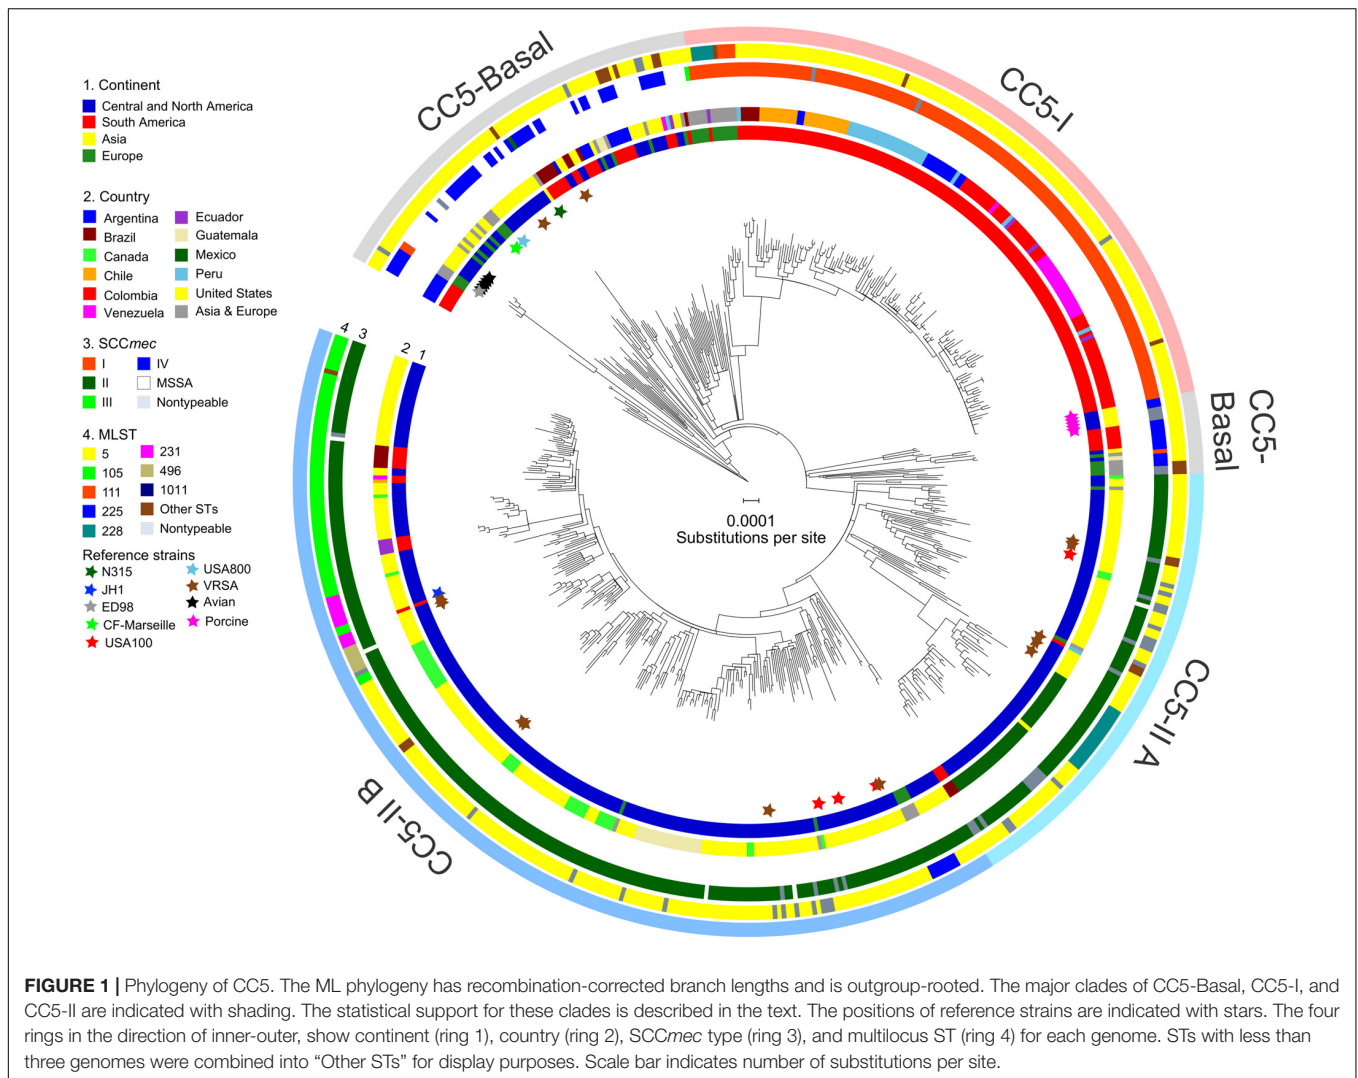 CC5-Basal
CC5-I
CC5-
Basal
CC5-II A
CC5-II B
1. Continent
Central and North America
South America
Asia
Europe
2. Country
Argentina
Ecuador
Brazil
Guatemala
Canada
Mexico
Chile
Peru
Colombia
United States
Venezuela
Asia & Europe
3. SCCmec
I
IV
II
MSSA
III
Nontypeable
4. MLST
5
231
105
496
111
1011
225
Other STs
228
Nontypeable
Reference strains
N315
USA800
JH1
VRSA
ED98
Avian
CF-Marseille
Porcine
USA100
4 3 2 1
0.0001
Substitutions per site
FIGURE 1 | Phylogeny of CC5. The ML phylogeny has recombination-corrected branch lengths and is outgroup-rooted. The major clades of CC5-Basal, CC5-I, and
CC5-II are indicated with shading. The statistical support for these clades is described in the text. The positions of reference strains are indicated with stars. The four
rings in the direction of inner-outer, show continent (ring 1), country (ring 2), SCCmec type (ring 3), and multilocus ST (ring 4) for each genome. STs with less than
three genomes were combined into “Other STs” for display purposes. Scale bar indicates number of substitutions per site.